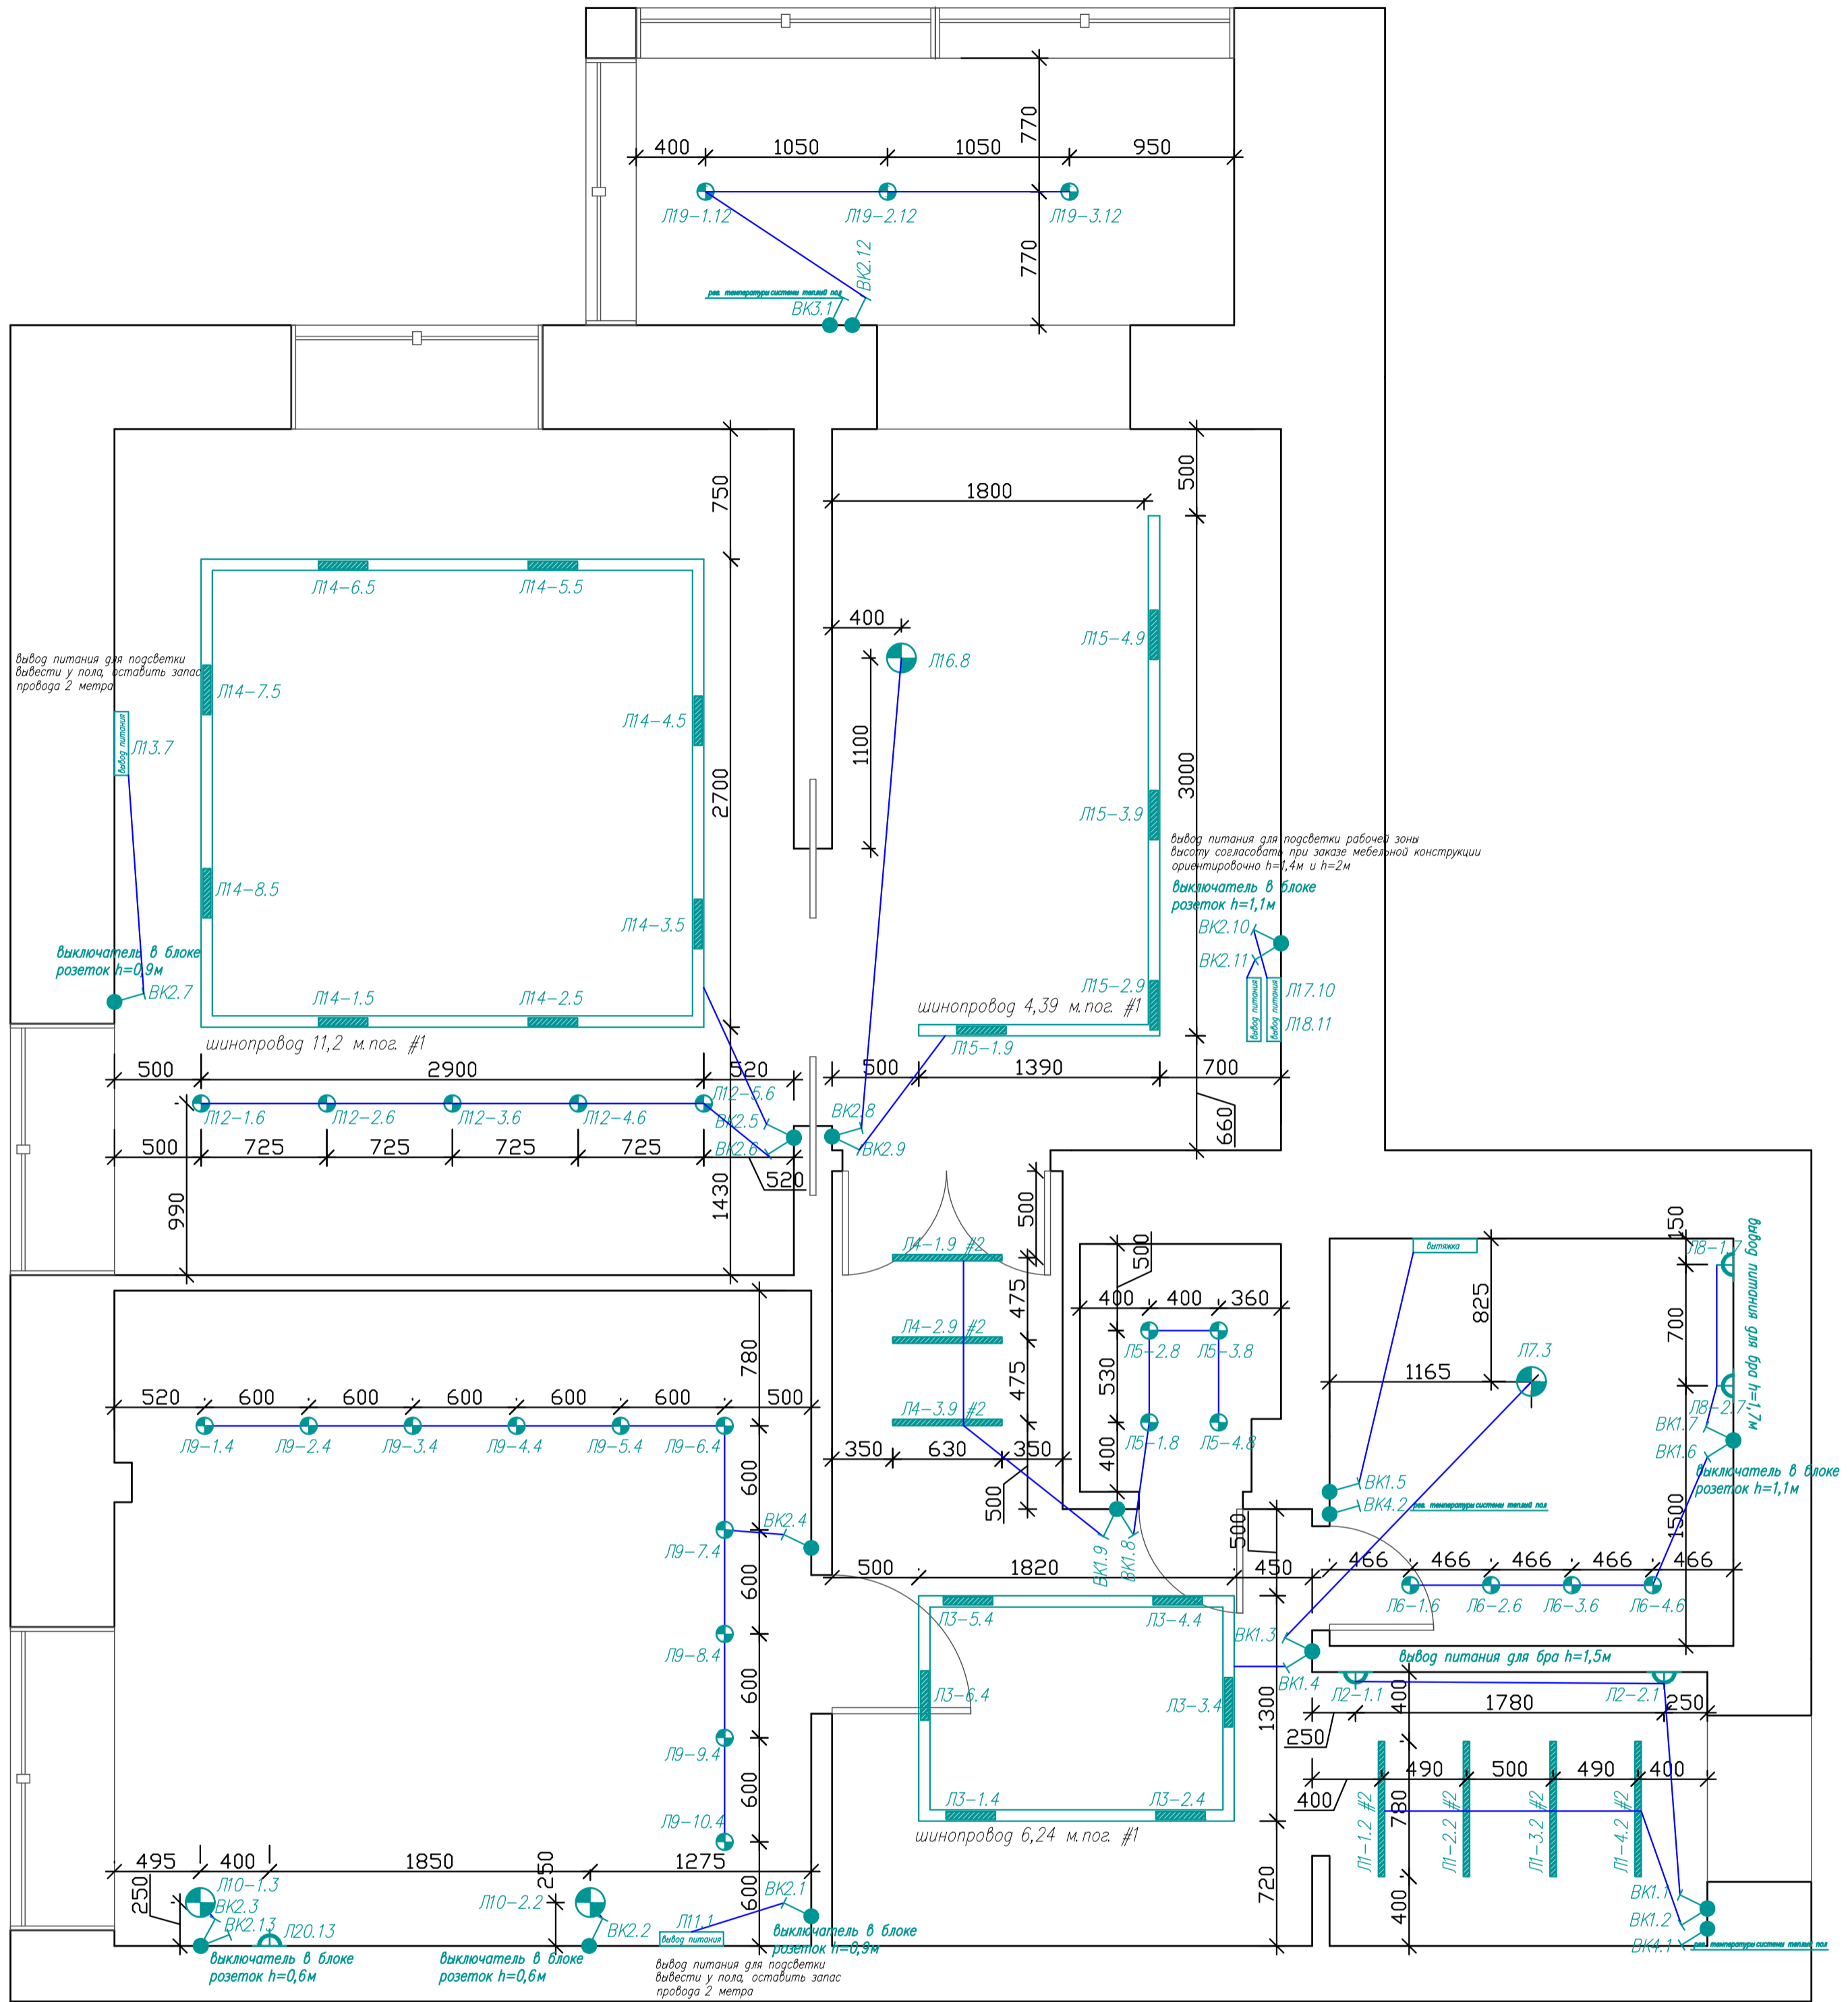 770
400
1050
1050
950
Л19-1.12
Л19-2.12
Л19-3.12
770
ВК2.12
рег. температуры системи теплый пол
ВК3.1
750
500
1800
Л14-6.5
Л14-5.5
400
Л16.8
Л15-4.9
вывод питания для подсветки
вывести у пола, оставить запас
провода 2 метра
Л14-7.5
Л14-4.5
вывод питания
Л13.7
1100
2700
3000
Л15-3.9
вывод питания для подсветки рабочей зоны
высоту согласовать при заказе мебельной конструкции
ориентировочно h=1,4м и h=2м
выключатель в блоке
розеток h=1,1м
Л14-8.5
Л14-3.5
ВК2.10
ВК2.11
выключатель в блоке
розеток h=0,9м
ВК2.7
Л14-1.5
Л14-2.5
Л15-2.9
шинопровод 4,39 м.пог. #1
вывод питания
вывод питания
Л17.10
Л18.11
шинопровод 11,2 м.пог. #1
Л15-1.9
500
2900
520
500
1390
700
Л12-1.6
Л12-2.6
Л12-3.6
Л12-4.6
Л12-5.6
ВК2.5
ВК2.6
ВК2.8
ВК2.9
660
500
725
725
725
725
520
990
1430
500
Л4-1.9 #2
500
150
Л8-1.7
вывод питания для бра h=1,7м
вытяжка
475
400
400
360
825
700
Л4-2.9 #2
Л5-2.8
Л5-3.8
Л7.3
780
475
530
1165
520
600
600
600
600
600
500
Л4-3.9 #2
Л8-2.7
Л9-1.4
Л9-2.4
Л9-3.4
Л9-4.4
Л9-5.4
Л9-6.4
Л5-1.8
Л5-4.8
ВК1.7
ВК1.6
350
630
350
400
выключатель в блоке
розеток h=1,1м
600
500
ВК1.5
ВК4.2
рег. температуры системи теплый пол
ВК2.4
Л9-7.4
500
1500
ВК1.9
ВК1.8
500
1820
450
466
466
466
466
466
600
Л3-5.4
Л3-4.4
Л6-1.6
Л6-2.6
Л6-3.6
Л6-4.6
ВК1.3
Л9-8.4
вывод питания для бра h=1,5м
ВК1.4
600
Л3-6.4
Л3-3.4
1300
Л2-1.1
400
Л2-2.1
1780
250
250
Л9-9.4
490
500
490
400
400
600
Л3-1.4
Л3-2.4
780
Л1-1.2 #2
Л1-2.2 #2
Л1-3.2 #2
Л1-4.2 #2
Л9-10.4
шинопровод 6,24 м.пог. #1
495
400
1850
250
1275
250
Л10-1.3
ВК2.3
ВК2.13
Л20.13
Л10-2.2
ВК2.2
Л11.1
вывод питания
ВК2.1
600
720
400
ВК1.1
ВК1.2
ВК4.1
рег. температуры системи теплый пол
выключатель в блоке
розеток h=0,6м
выключатель в блоке
розеток h=0,6м
выключатель в блоке
розеток h=0,9м
вывод питания для подсветки
вывести у пола, оставить запас
провода 2 метра